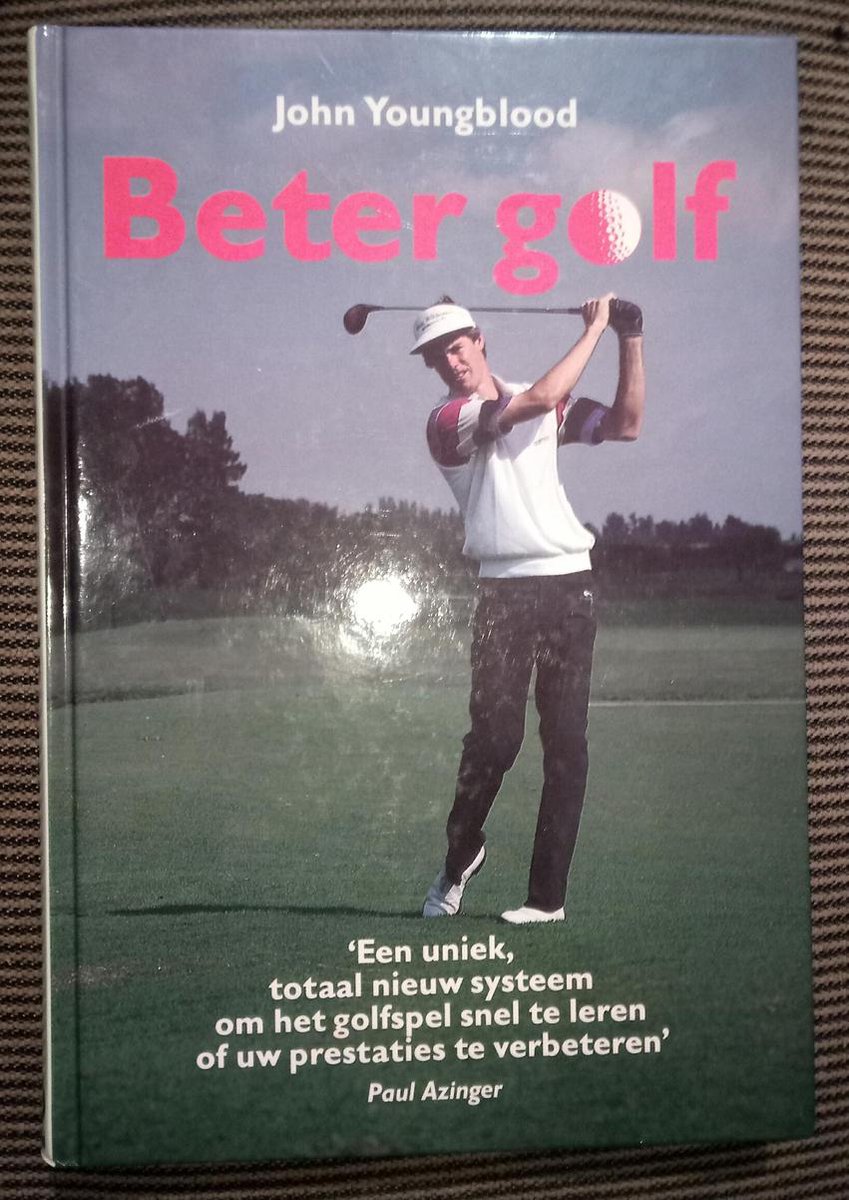 John Youngblood
Beter golf
‘Een uniek,
totaal nieuw systeem
om het golfspel snel te leren
of uw prestaties te verbeteren’
Paul Azinger